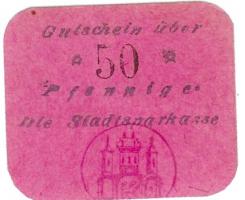 Gutschein über
* 50 *
Pfennige
Die Stadtsparkasse